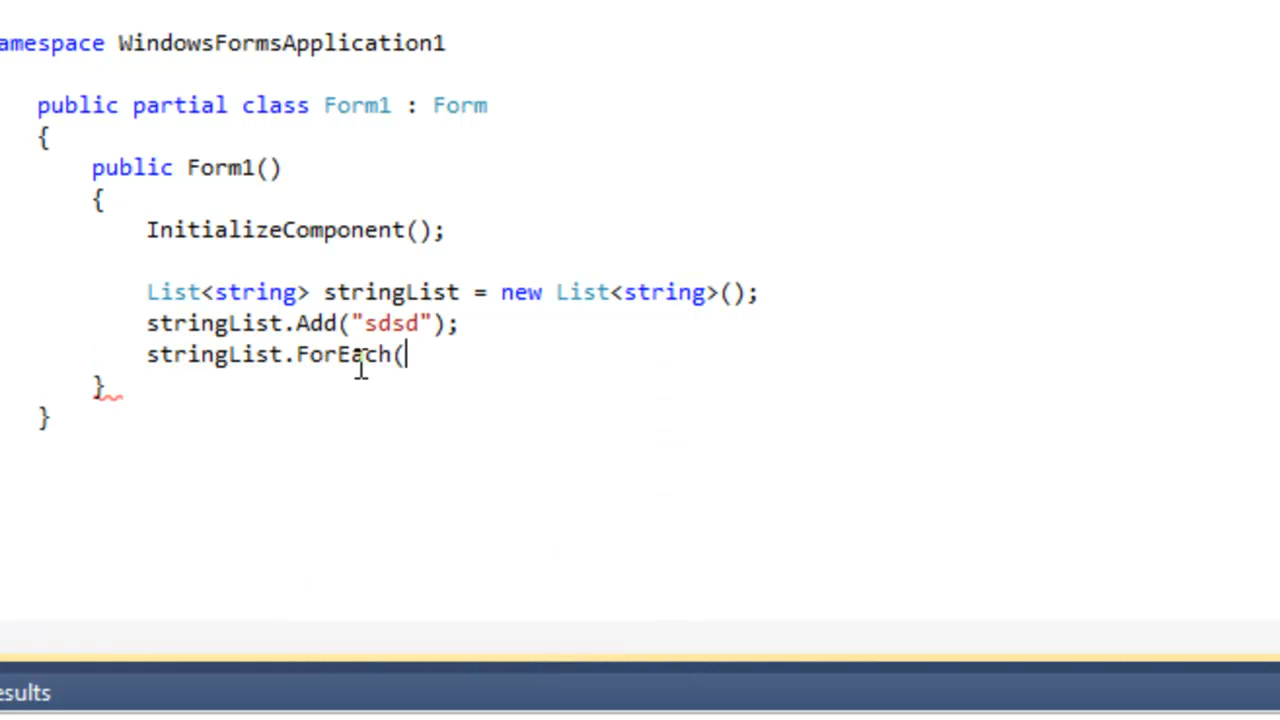 amespace WindowsFormsApplication1
public partial class Form1 : Form
{
public Form1()
{
InitializeComponent();
List<string> stringList = new List<string>();
stringList.Add("sdsd");
stringList.ForEach(
}
}
esults